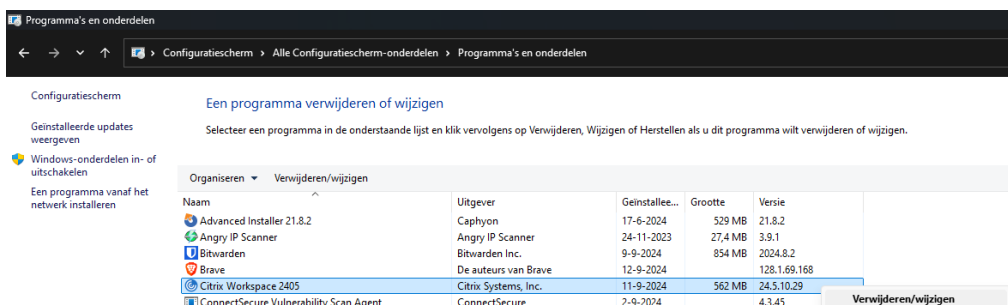 Programma's en onderdelen
Configuratiescherm > Alle Configuratiescherm-onderdelen > Programma's en onderdelen
Configuratiescherm
Een programma verwijderen of wijzigen
Geïnstalleerde updates
weergeven
Selecteer een programma in de onderstaande lijst en klik vervolgens op Verwijderen, Wijzigen of Herstellen als u dit programma wilt verwijderen of wijzigen.
Windows-onderdelen in- of
uitschakelen
Een programma vanaf het
netwerk installeren
Organiseren Verwijderen/wijzigen
Naam Uitgever Geïnstallee... Grootte Versie
Advanced Installer 21.8.2 Caphyon 17-6-2024 529 MB 21.8.2
Angry IP Scanner Angry IP Scanner 24-11-2023 27,4 MB 3.9.1
Bitwarden Bitwarden Inc. 9-9-2024 854 MB 2024.8.2
Brave De auteurs van Brave 12-9-2024 128.1.69.168
Citrix Workspace 2405 Citrix Systems, Inc. 11-9-2024 562 MB 24.5.10.29
ConnectSecure Vulnerability Scan Agent ConnectSecure 2-9-2024 4.3.45
Verwijderen/wijzigen